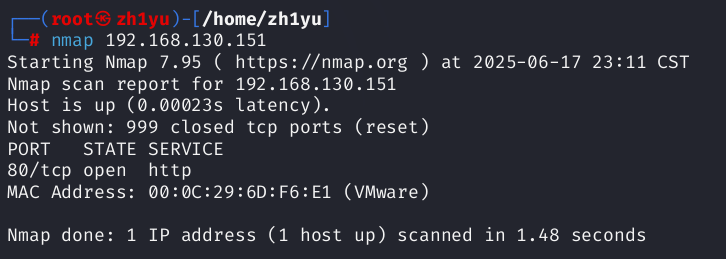 ┌──(root㉿zh1yu)-[/home/zh1yu]
└─# nmap 192.168.130.151
Starting Nmap 7.95 ( https://nmap.org ) at 2025-06-17 23:11 CST
Nmap scan report for 192.168.130.151
Host is up (0.00023s latency).
Not shown: 999 closed tcp ports (reset)
PORT   STATE SERVICE
80/tcp open  http
MAC Address: 00:0C:29:6D:F6:E1 (VMware)
Nmap done: 1 IP address (1 host up) scanned in 1.48 seconds